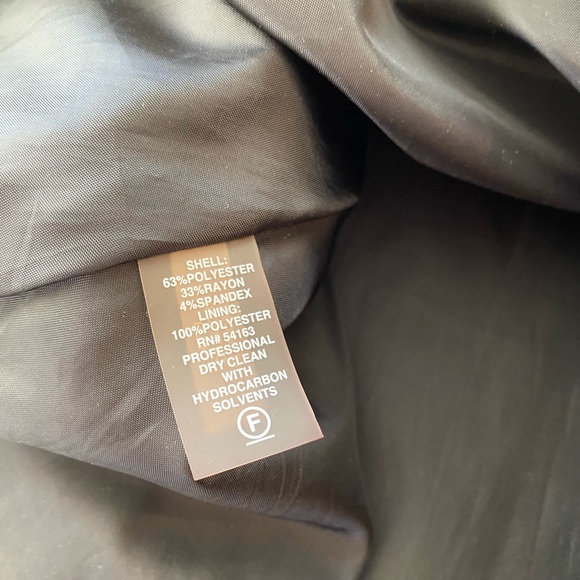 SHELL:
63%POLYESTER
33%RAYON
4%SPANDEX
LINING:
100%POLYESTER
RN# 54163
PROFESSIONAL
DRY CLEAN
WITH
HYDROCARBON
SOLVENTS
F